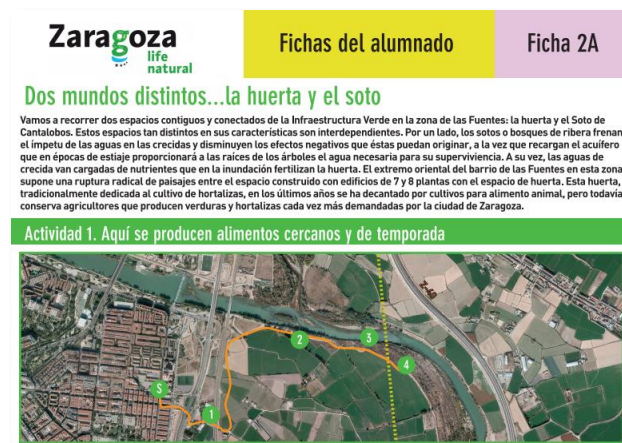 Zaragoza
life
natural
Fichas del alumnado
Ficha 2A
Dos mundos distintos...la huerta y el soto
Vamos a recorrer dos espacios contiguos y conectados de la Infraestructura Verde en la zona de las Fuentes: la huerta y el Soto de
Cantalobos. Estos espacios tan distintos en sus características son interdependientes. Por un lado, los sotos o bosques de ribera frenan
el ímpetu de las aguas en las crecidas y disminuyen los efectos negativos que éstas puedan originar, a la vez que recargan el acuífero
que en épocas de estiaje proporcionará a las raíces de los árboles el agua necesaria para su supervivencia. A su vez, las aguas de
crecida van cargadas de nutrientes que en la inundación fertilizan la huerta. El extremo oriental del barrio de las Fuentes en esta zona
supone una ruptura radical de paisajes entre el espacio construido con edificios de 7 y 8 plantas con el espacio de huerta. Esta huerta,
tradicionalmente dedicada al cultivo de hortalizas, en los últimos años se ha decantado por cultivos para alimento animal, pero todavía
conserva agricultores que producen verduras y hortalizas cada vez más demandadas por la ciudad de Zaragoza.
Actividad 1. Aquí se producen alimentos cercanos y de temporada
Z-40
2
3
4
S
1